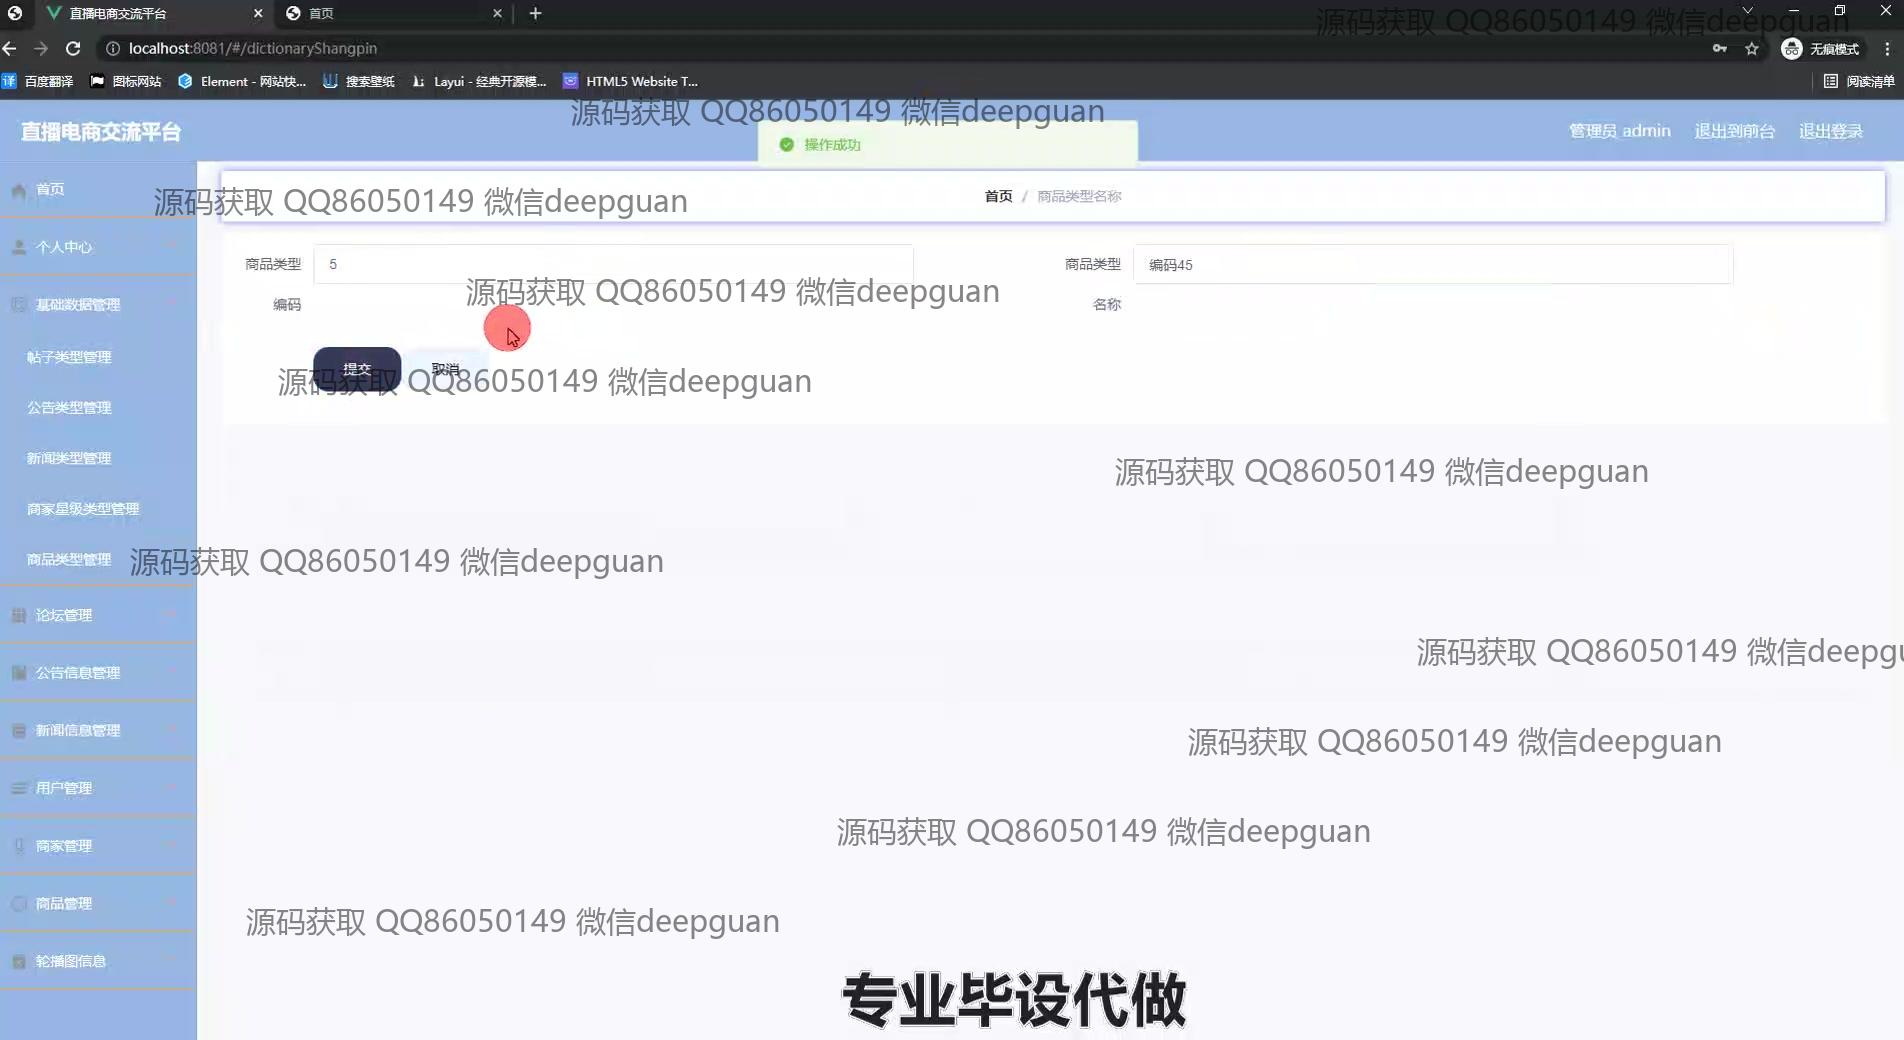 直播电商交流平台
首页
源码获取 QQ86050149 微信deepguan
localhost:8081/#/dictionaryShangpin
无痕模式
译 百度翻译 图标网站 Element - 网站快... 搜索壁纸 Layui - 经典开源模... HTML5 Website T... 阅读清单
源码获取 QQ86050149 微信deepguan
直播电商交流平台
操作成功
管理员 admin 退出到前台 退出登录
首页
源码获取 QQ86050149 微信deepguan
首页 / 商品类型名称
个人中心
商品类型
编码
5
商品类型
名称
编码45
源码获取 QQ86050149 微信deepguan
基础数据管理
帖子类型管理
提交
取消
源码获取 QQ86050149 微信deepguan
公告类型管理
新闻类型管理
源码获取 QQ86050149 微信deepguan
商家星级类型管理
商品类型管理
源码获取 QQ86050149 微信deepguan
论坛管理
源码获取 QQ86050149 微信deepgu
公告信息管理
新闻信息管理
源码获取 QQ86050149 微信deepguan
用户管理
源码获取 QQ86050149 微信deepguan
商家管理
商品管理
源码获取 QQ86050149 微信deepguan
轮播图信息
专业毕设代做